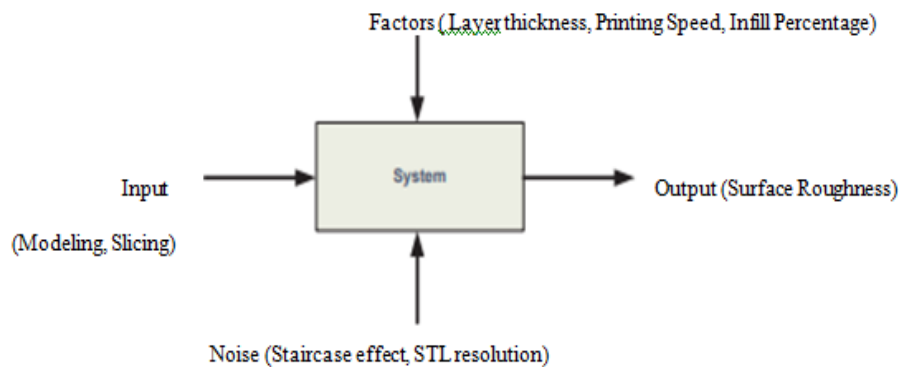 Factors ( Layer thickness, Printing Speed, Infill Percentage)
System
Input
(Modeling, Slicing)
Output (Surface Roughness)
Noise (Staircase effect, STL resolution)